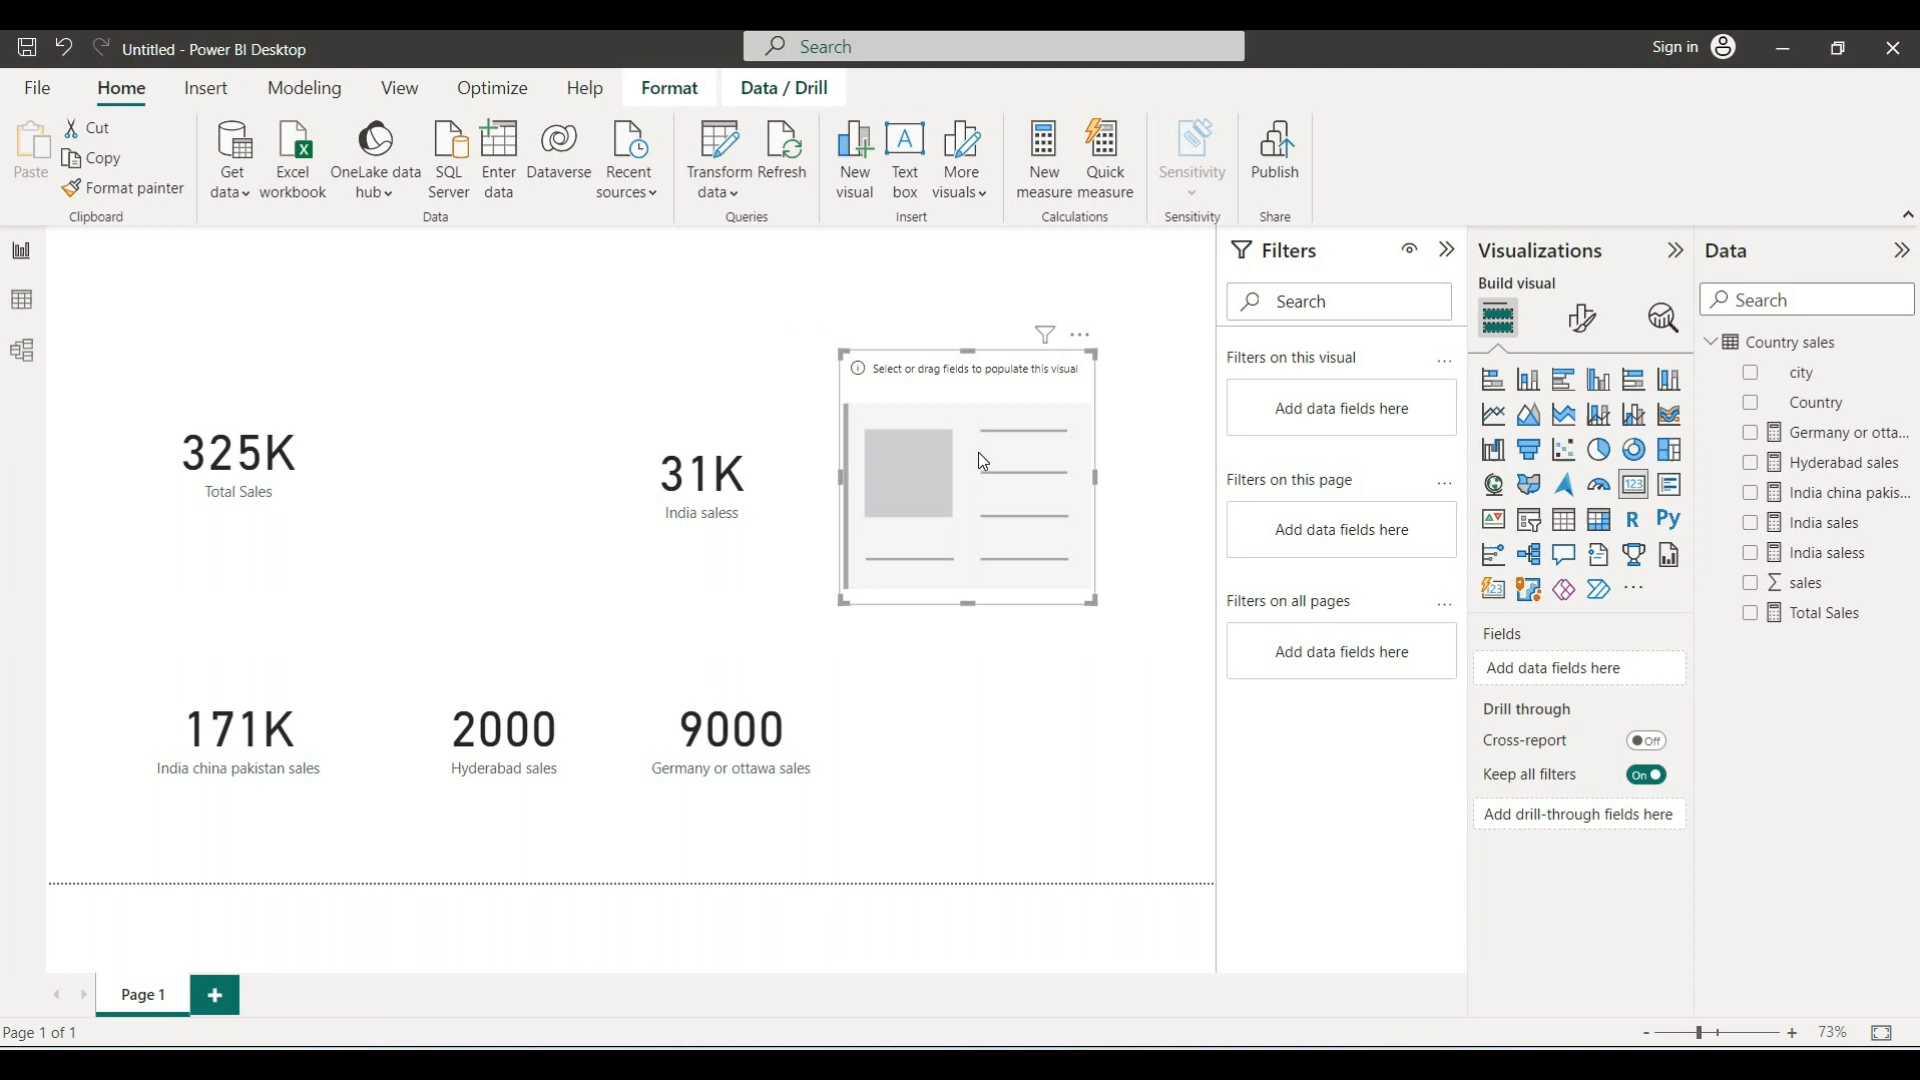 Untitled - Power BI Desktop
Search
Sign in
File
Home
Insert
Modeling
View
Optimize
Help
Format
Data / Drill
Paste
Cut
Copy
Format painter
Clipboard
Get data
Excel workbook
OneLake data hub
SQL Server
Enter data
Dataverse
Recent sources
Data
Transform data
Refresh
Queries
New visual
Text box
More visuals
Insert
New measure
Quick measure
Calculations
Sensitivity
Sensitivity
Publish
Share
325K
Total Sales
31K
India saless
Select or drag fields to populate this visual
171K
India china pakistan sales
2000
Hyderabad sales
9000
Germany or ottawa sales
Filters
Search
Filters on this visual
Add data fields here
Filters on this page
Add data fields here
Filters on all pages
Add data fields here
Visualizations
Build visual
123
R
Py
123
Fields
Add data fields here
Drill through
Cross-report
Off
Keep all filters
On
Add drill-through fields here
Data
Search
Country sales
city
Country
Germany or otta...
Hyderabad sales
India china pakis...
India sales
India saless
∑ sales
Total Sales
Page 1
Page 1 of 1
- + 73%